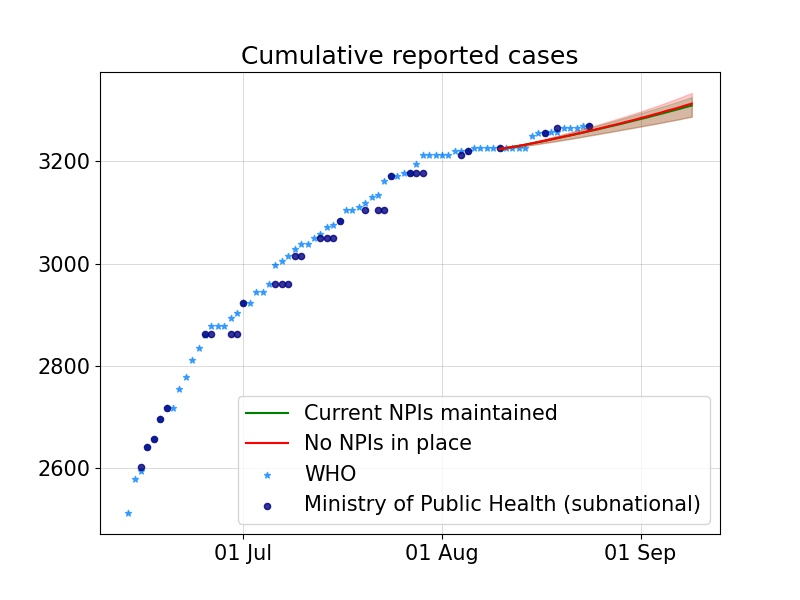 Cumulative reported cases
3200
3000
2800
2600
Current NPIs maintained
No NPIs in place
WHO
Ministry of Public Health (subnational)
01 Jul
01 Aug
01 Sep